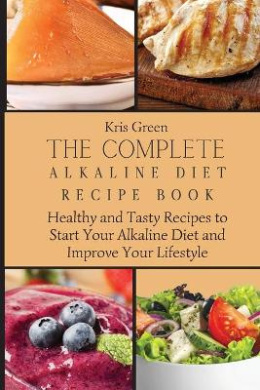 Kris Green
THE COMPLETE
ALKALINE DIET
RECIPE BOOK
Healthy and Tasty Recipes to
Start Your Alkaline Diet and
Improve Your Lifestyle